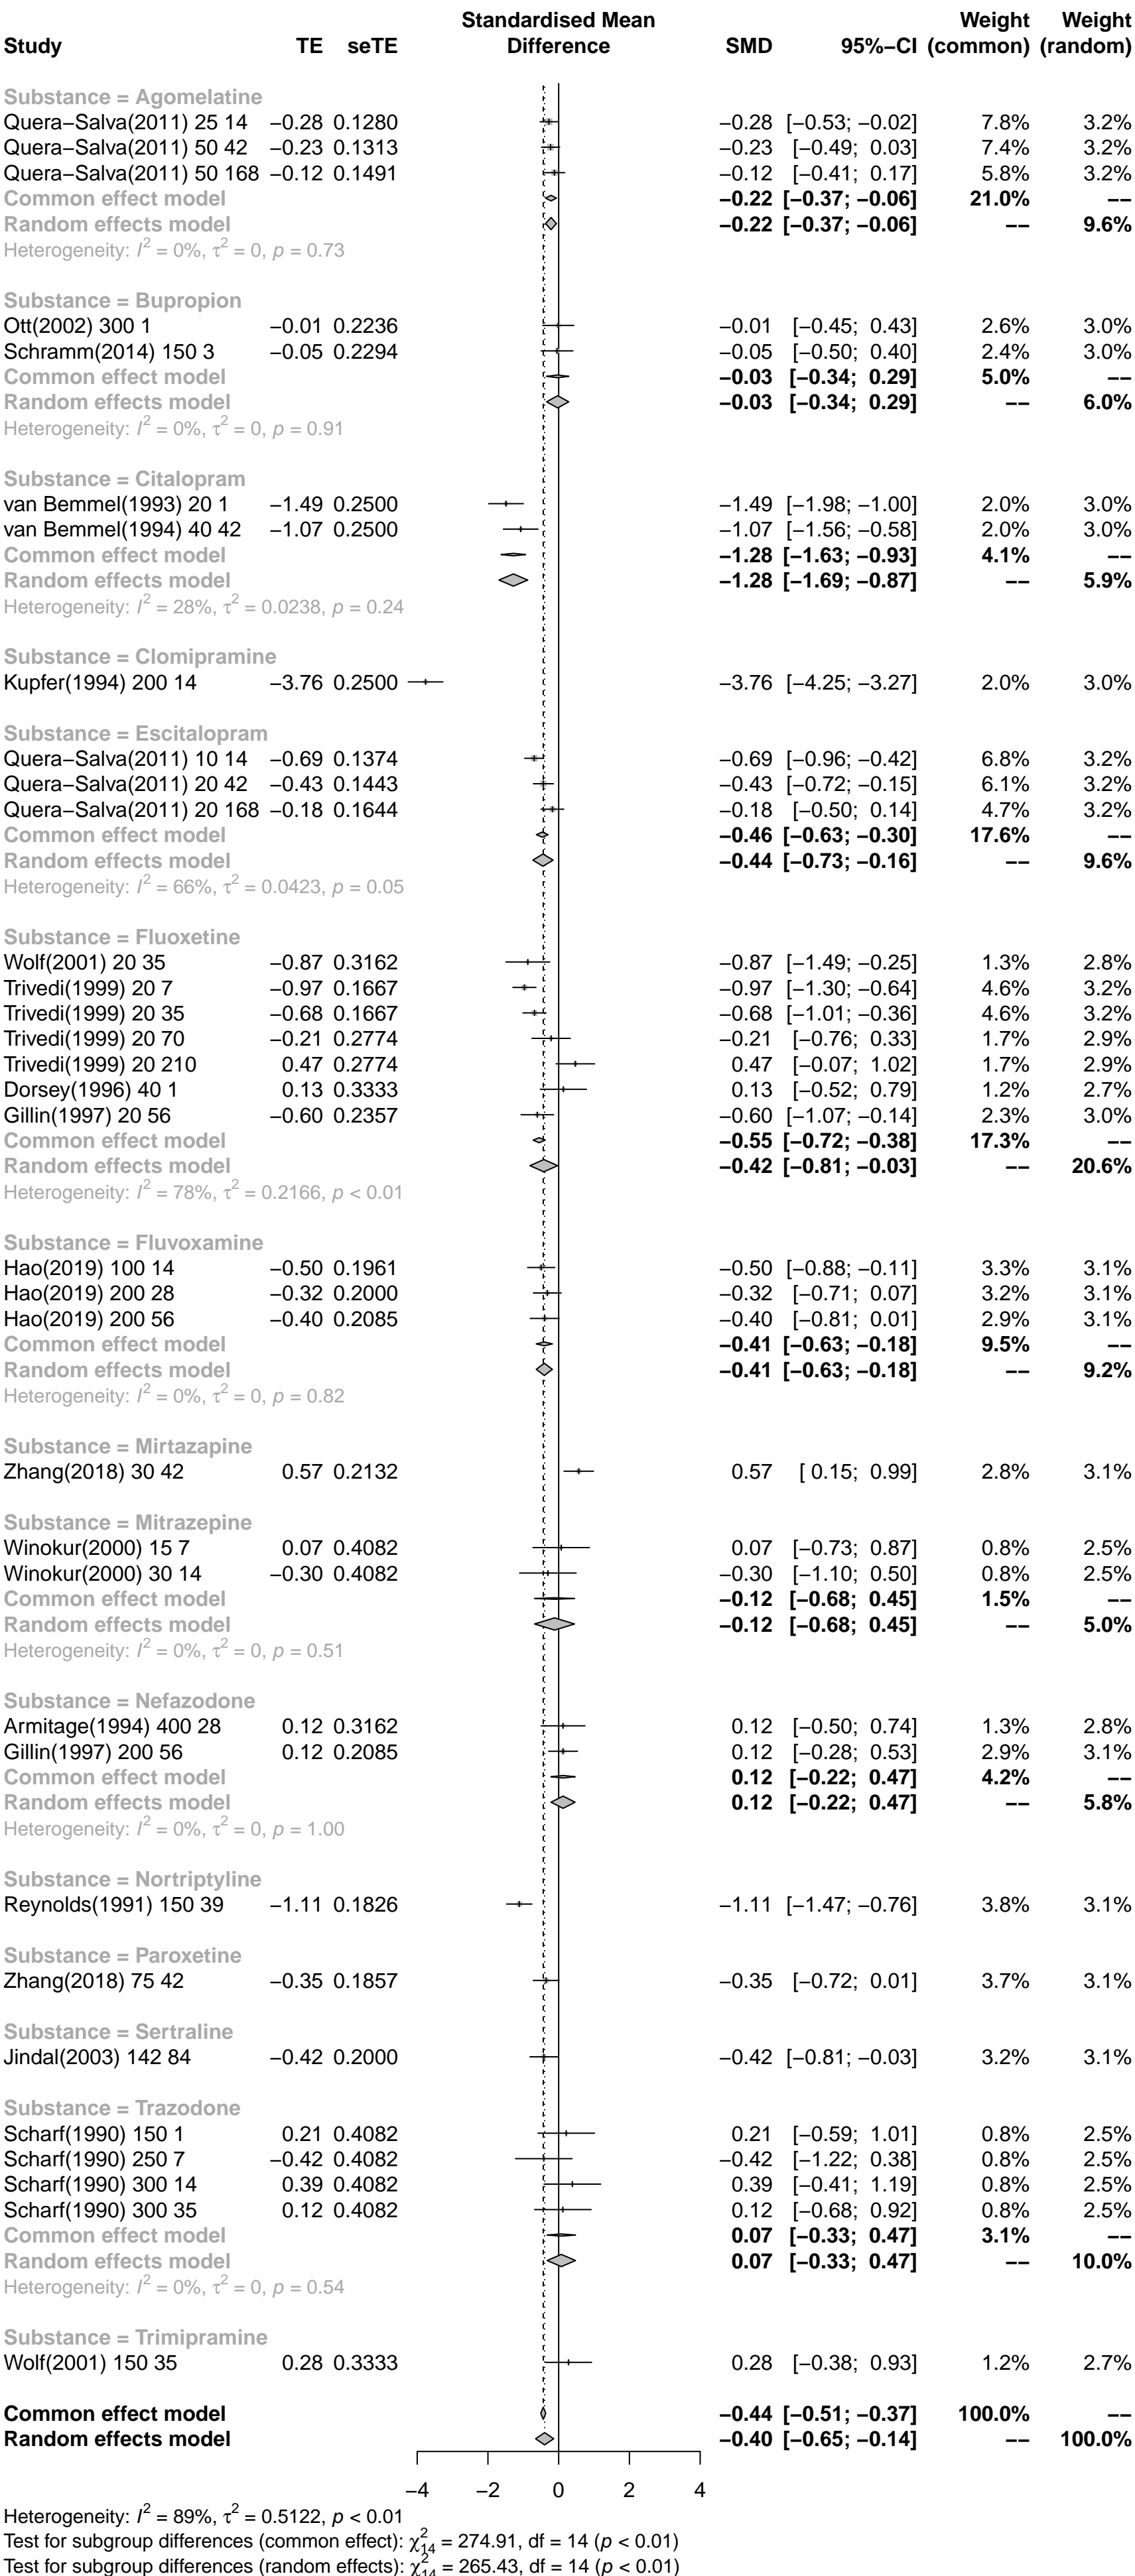 Standardised Mean Weight Weight
Study TE seTE Difference SMD 95%−CI (common) (random)
Substance = Agomelatine
Quera−Salva(2011) 25 14 −0.28 0.1280 −0.28 [−0.53; −0.02] 7.8% 3.2%
Quera−Salva(2011) 50 42 −0.23 0.1313 −0.23 [−0.49; 0.03] 7.4% 3.2%
Quera−Salva(2011) 50 168 −0.12 0.1491 −0.12 [−0.41; 0.17] 5.8% 3.2%
Common effect model −0.22 [−0.37; −0.06] 21.0% −−
Random effects model −0.22 [−0.37; −0.06] −− 9.6%
Heterogeneity: I² = 0%, τ² = 0, p = 0.73
Substance = Bupropion
Ott(2002) 300 1 −0.01 0.2236 −0.01 [−0.45; 0.43] 2.6% 3.0%
Schramm(2014) 150 3 −0.05 0.2294 −0.05 [−0.50; 0.40] 2.4% 3.0%
Common effect model −0.03 [−0.34; 0.29] 5.0% −−
Random effects model −0.03 [−0.34; 0.29] −− 6.0%
Heterogeneity: I² = 0%, τ² = 0, p = 0.91
Substance = Citalopram
van Bemmel(1993) 20 1 −1.49 0.2500 −1.49 [−1.98; −1.00] 2.0% 3.0%
van Bemmel(1994) 40 42 −1.07 0.2500 −1.07 [−1.56; −0.58] 2.0% 3.0%
Common effect model −1.28 [−1.63; −0.93] 4.1% −−
Random effects model −1.28 [−1.69; −0.87] −− 5.9%
Heterogeneity: I² = 28%, τ² = 0.0238, p = 0.24
Substance = Clomipramine
Kupfer(1994) 200 14 −3.76 0.2500 −3.76 [−4.25; −3.27] 2.0% 3.0%
Substance = Escitalopram
Quera−Salva(2011) 10 14 −0.69 0.1374 −0.69 [−0.96; −0.42] 6.8% 3.2%
Quera−Salva(2011) 20 42 −0.43 0.1443 −0.43 [−0.72; −0.15] 6.1% 3.2%
Quera−Salva(2011) 20 168 −0.18 0.1644 −0.18 [−0.50; 0.14] 4.7% 3.2%
Common effect model −0.46 [−0.63; −0.30] 17.6% −−
Random effects model −0.44 [−0.73; −0.16] −− 9.6%
Heterogeneity: I² = 66%, τ² = 0.0423, p = 0.05
Substance = Fluoxetine
Wolf(2001) 20 35 −0.87 0.3162 −0.87 [−1.49; −0.25] 1.3% 2.8%
Trivedi(1999) 20 7 −0.97 0.1667 −0.97 [−1.30; −0.64] 4.6% 3.2%
Trivedi(1999) 20 35 −0.68 0.1667 −0.68 [−1.01; −0.36] 4.6% 3.2%
Trivedi(1999) 20 70 −0.21 0.2774 −0.21 [−0.76; 0.33] 1.7% 2.9%
Trivedi(1999) 20 210 0.47 0.2774 0.47 [−0.07; 1.02] 1.7% 2.9%
Dorsey(1996) 40 1 0.13 0.3333 0.13 [−0.52; 0.79] 1.2% 2.7%
Gillin(1997) 20 56 −0.60 0.2357 −0.60 [−1.07; −0.14] 2.3% 3.0%
Common effect model −0.55 [−0.72; −0.38] 17.3% −−
Random effects model −0.42 [−0.81; −0.03] −− 20.6%
Heterogeneity: I² = 78%, τ² = 0.2166, p < 0.01
Substance = Fluvoxamine
Hao(2019) 100 14 −0.50 0.1961 −0.50 [−0.88; −0.11] 3.3% 3.1%
Hao(2019) 200 28 −0.32 0.2000 −0.32 [−0.71; 0.07] 3.2% 3.1%
Hao(2019) 200 56 −0.40 0.2085 −0.40 [−0.81; 0.01] 2.9% 3.1%
Common effect model −0.41 [−0.63; −0.18] 9.5% −−
Random effects model −0.41 [−0.63; −0.18] −− 9.2%
Heterogeneity: I² = 0%, τ² = 0, p = 0.82
Substance = Mirtazapine
Zhang(2018) 30 42 0.57 0.2132 0.57 [ 0.15; 0.99] 2.8% 3.1%
Substance = Mitrazepine
Winokur(2000) 15 7 0.07 0.4082 0.07 [−0.73; 0.87] 0.8% 2.5%
Winokur(2000) 30 14 −0.30 0.4082 −0.30 [−1.10; 0.50] 0.8% 2.5%
Common effect model −0.12 [−0.68; 0.45] 1.5% −−
Random effects model −0.12 [−0.68; 0.45] −− 5.0%
Heterogeneity: I² = 0%, τ² = 0, p = 0.51
Substance = Nefazodone
Armitage(1994) 400 28 0.12 0.3162 0.12 [−0.50; 0.74] 1.3% 2.8%
Gillin(1997) 200 56 0.12 0.2085 0.12 [−0.28; 0.53] 2.9% 3.1%
Common effect model 0.12 [−0.22; 0.47] 4.2% −−
Random effects model 0.12 [−0.22; 0.47] −− 5.8%
Heterogeneity: I² = 0%, τ² = 0, p = 1.00
Substance = Nortriptyline
Reynolds(1991) 150 39 −1.11 0.1826 −1.11 [−1.47; −0.76] 3.8% 3.1%
Substance = Paroxetine
Zhang(2018) 75 42 −0.35 0.1857 −0.35 [−0.72; 0.01] 3.7% 3.1%
Substance = Sertraline
Jindal(2003) 142 84 −0.42 0.2000 −0.42 [−0.81; −0.03] 3.2% 3.1%
Substance = Trazodone
Scharf(1990) 150 1 0.21 0.4082 0.21 [−0.59; 1.01] 0.8% 2.5%
Scharf(1990) 250 7 −0.42 0.4082 −0.42 [−1.22; 0.38] 0.8% 2.5%
Scharf(1990) 300 14 0.39 0.4082 0.39 [−0.41; 1.19] 0.8% 2.5%
Scharf(1990) 300 35 0.12 0.4082 0.12 [−0.68; 0.92] 0.8% 2.5%
Common effect model 0.07 [−0.33; 0.47] 3.1% −−
Random effects model 0.07 [−0.33; 0.47] −− 10.0%
Heterogeneity: I² = 0%, τ² = 0, p = 0.54
Substance = Trimipramine
Wolf(2001) 150 35 0.28 0.3333 0.28 [−0.38; 0.93] 1.2% 2.7%
Common effect model −0.44 [−0.51; −0.37] 100.0% −−
Random effects model −0.40 [−0.65; −0.14] −− 100.0%
−4 −2 0 2 4
Heterogeneity: I² = 89%, τ² = 0.5122, p < 0.01
Test for subgroup differences (common effect): χ²₁₄ = 274.91, df = 14 (p < 0.01)
Test for subgroup differences (random effects): χ²₁₄ = 265.43, df = 14 (p < 0.01)